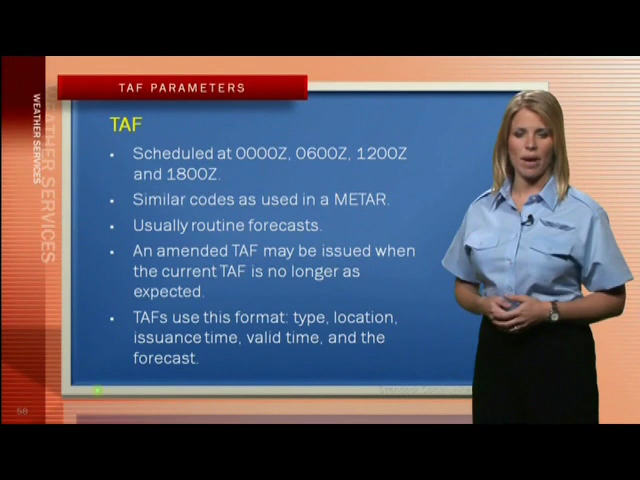 TAF PARAMETERS
WEATHER SERVICES
WEATHER SERVICES
TAF
• Scheduled at 0000Z, 0600Z, 1200Z
and 1800Z.
• Similar codes as used in a METAR.
• Usually routine forecasts.
• An amended TAF may be issued when
the current TAF is no longer as
expected.
• TAFs use this format: type, location,
issuance time, valid time, and the
forecast.
58